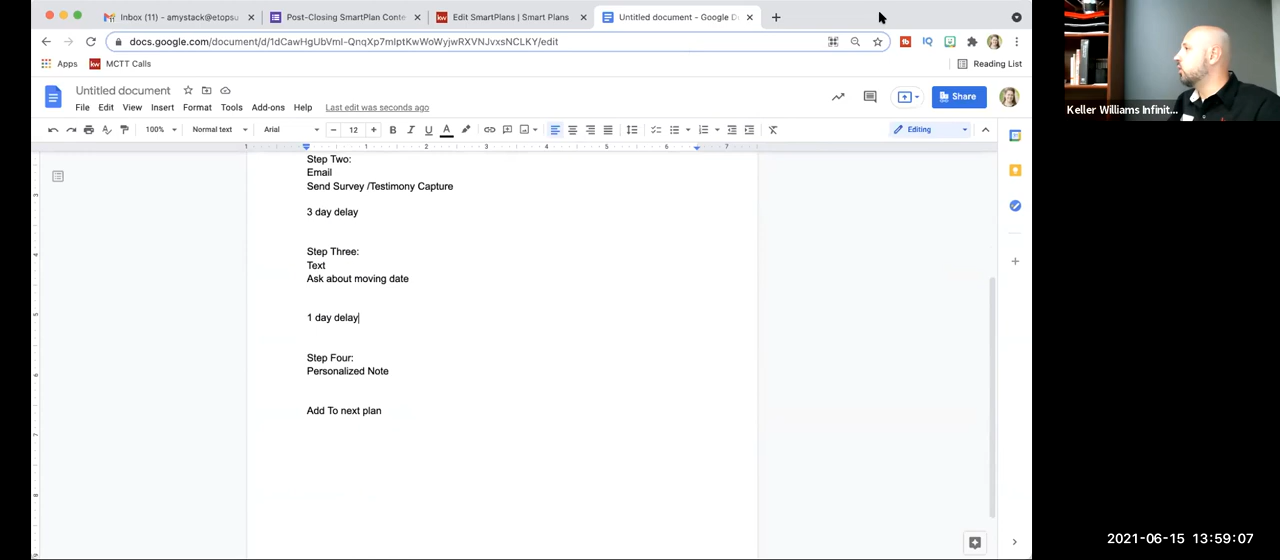 Inbox (11) - amystack@etopsu
Post-Closing SmartPlan Conte
Edit SmartPlans | Smart Plans
Untitled document - Google D
docs.google.com/document/d/1dCawHgUbVmI-QnqXp7mIptKwWoWyjwRXVNJvxsNCLKY/edit
Apps
MCTT Calls
Reading List
Untitled document
File Edit View Insert Format Tools Add-ons Help Last edit was seconds ago
Share
100% Normal text Arial 12 Editing
Step Two:
Email
Send Survey /Testimony Capture
3 day delay
Step Three:
Text
Ask about moving date
1 day delay
Step Four:
Personalized Note
Add To next plan
Keller Williams Infinit...
2021-06-15 13:59:07